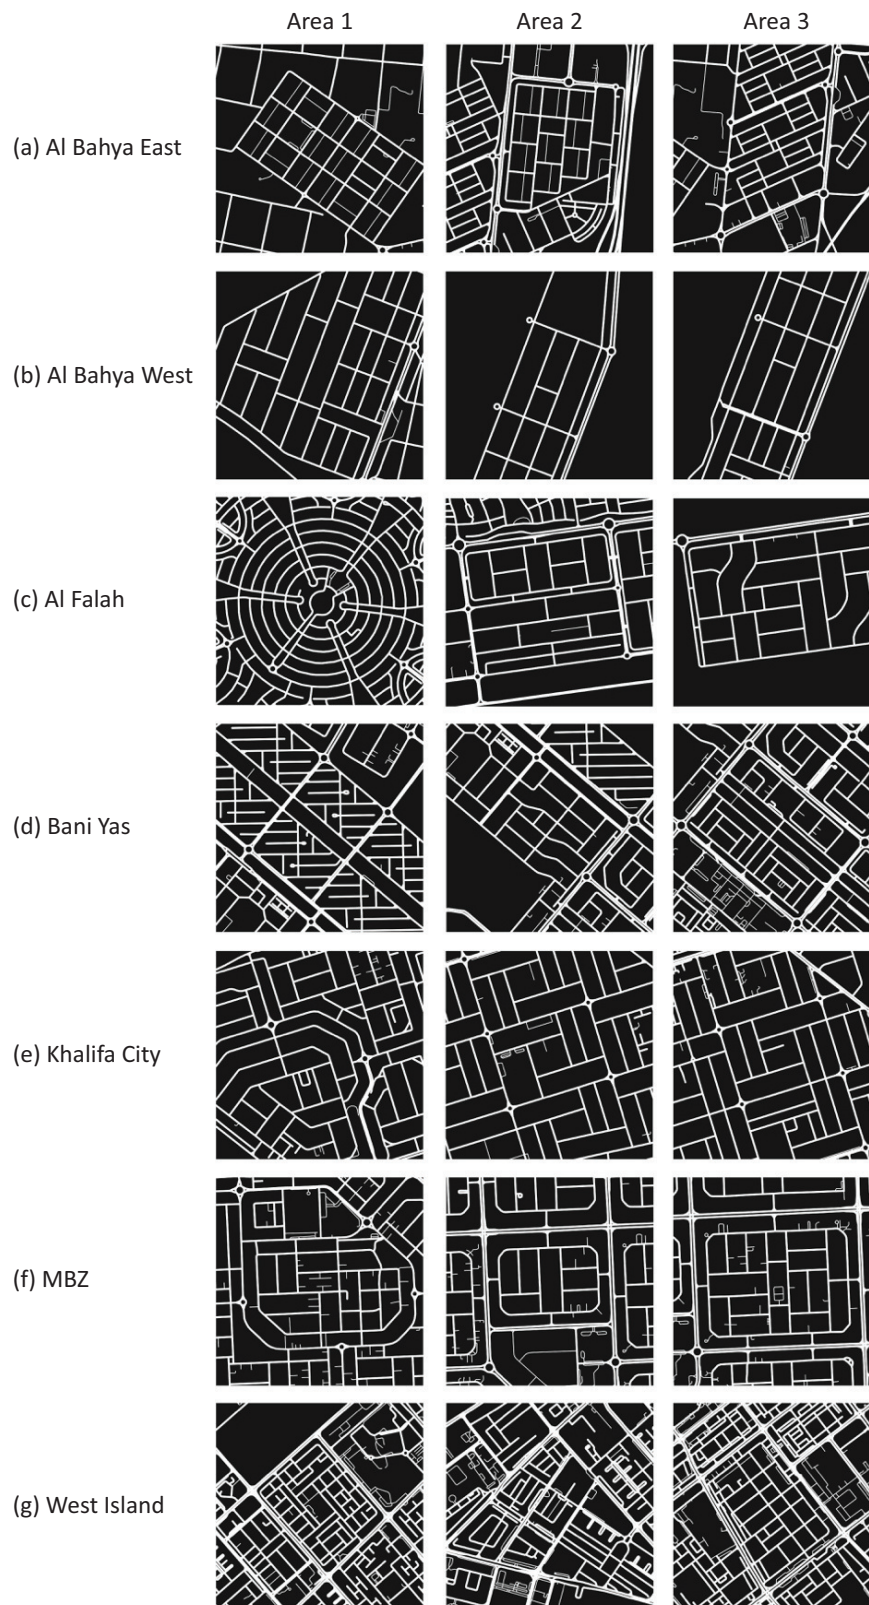 Area 1 Area 2 Area 3
(a) Al Bahya East
(b) Al Bahya West
(c) Al Falah
(d) Bani Yas
(e) Khalifa City
(f) MBZ
(g) West Island